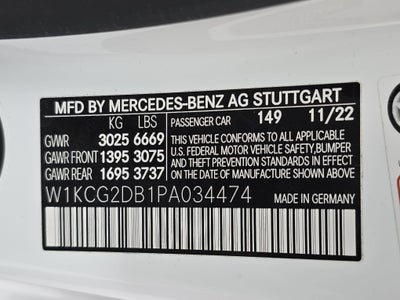 MFD BY MERCEDES-BENZ AG STUTTGART
KG LBS PASSENGER CAR 149 11/22
GVWR 3025 6669 THIS VEHICLE CONFORMS TO ALL APPLICABLE
GAWR FRONT 1395 3075 U.S. FEDERAL MOTOR VEHICLE SAFETY,BUMPER
GAWR REAR 1695 3737 AND THEFT PREVENTION STANDARDS IN EFFECT
ON THE DATE OF MANUFACTURE SHOWN ABOVE
W1KCG2DB1PA034474 MADE IN GERMANY